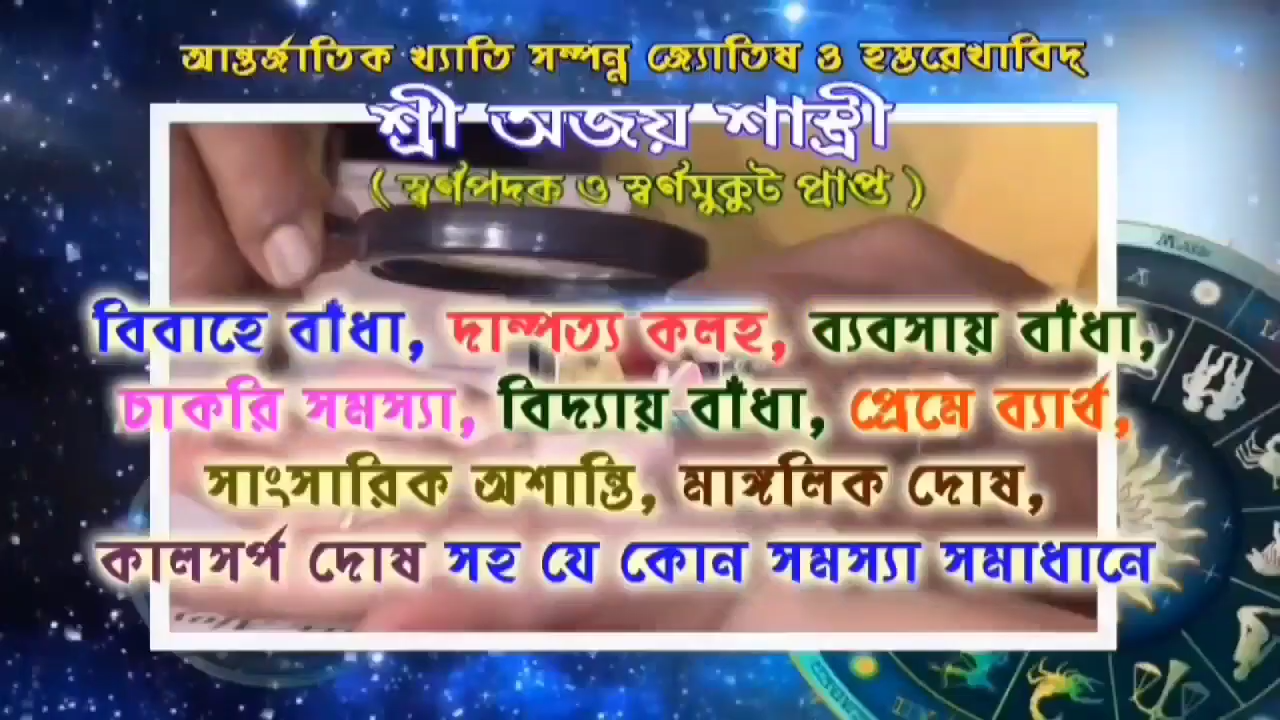 আন্তর্জাতিক খ্যাতি সম্পন্ন জ্যোতিষ ও হস্তরেখাবিদ্
শ্রী অজয় শাস্ত্রী
( স্বর্ণপদক ও স্বর্ণমুকুট প্রাপ্ত )
বিবাহে বাঁধা, দাম্পত্য কলহ, ব্যবসায় বাঁধা,
চাকরি সমস্যা, বিদ্যায় বাঁধা, প্রেমে ব্যার্থ,
সাংসারিক অশান্তি, মাঙ্গলিক দোষ,
কালসর্প দোষ সহ যে কোন সমস্যা সমাধানে